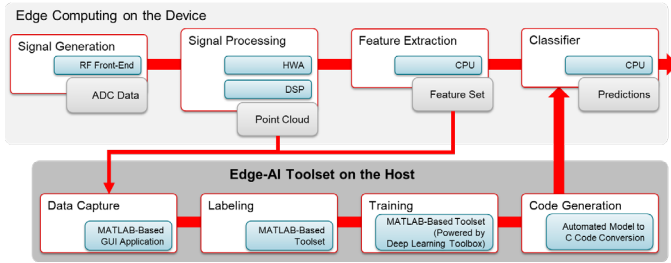 Edge Computing on the Device
Signal Generation
RF Front-End
ADC Data
Signal Processing
HWA
DSP
Point Cloud
Feature Extraction
CPU
Feature Set
Classifier
CPU
Predictions
Edge-AI Toolset on the Host
Data Capture
MATLAB-Based
GUI Application
Labeling
MATLAB-Based
Toolset
Training
MATLAB-Based Toolset
(Powered by
Deep Learning Toolbox)
Code Generation
Automated Model to
C Code Conversion